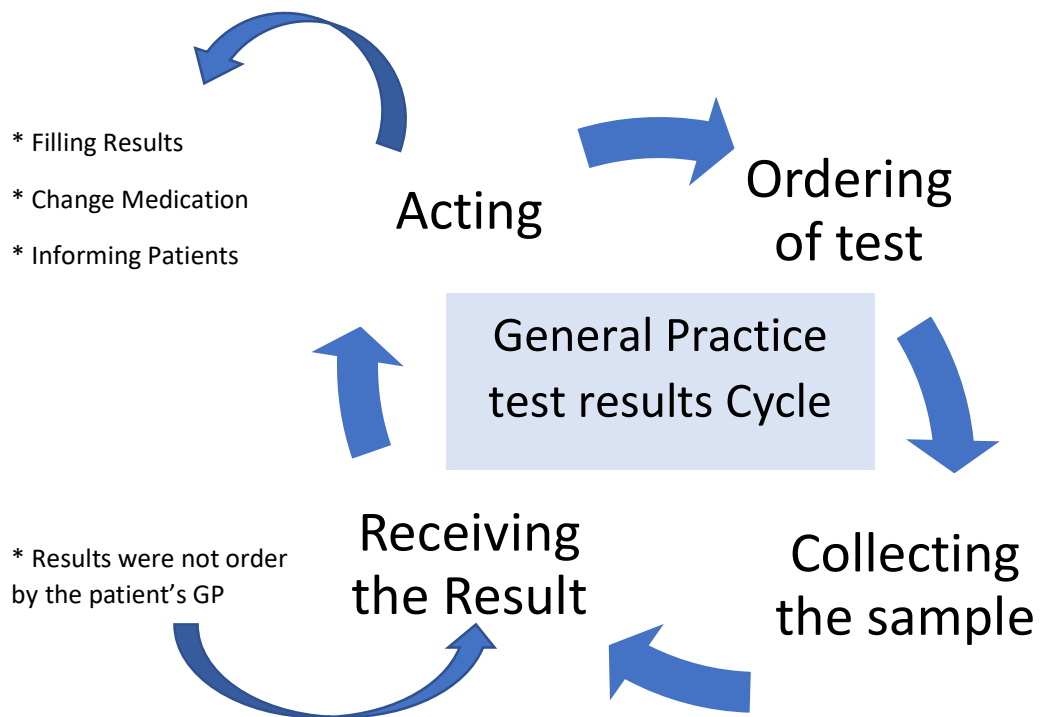 * Filling Results
* Change Medication
* Informing Patients
Acting
Ordering
of test
General Practice
test results Cycle
* Results were not order
by the patient’s GP
Receiving
the Result
Collecting
the sample